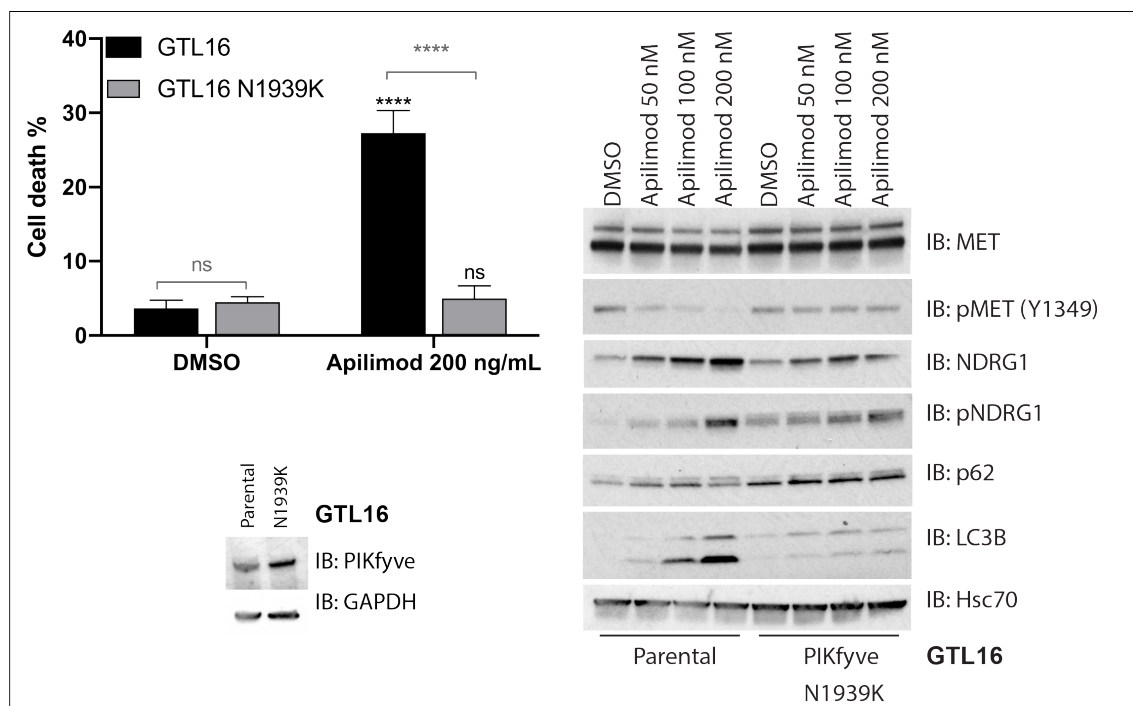 40
30
20
10
0
Cell death %
GTL16
GTL16 N1939K
ns
****
****
ns
DMSO
Apilimod 200 ng/mL
Parental
N1939K
GTL16
IB: PIKfyve
IB: GAPDH
DMSO
Apilimod 50 nM
Apilimod 100 nM
Apilimod 200 nM
DMSO
Apilimod 50 nM
Apilimod 100 nM
Apilimod 200 nM
IB: MET
IB: pMET (Y1349)
IB: NDRG1
IB: pNDRG1
IB: p62
IB: LC3B
IB: Hsc70
Parental
PIKfyve
N1939K
GTL16